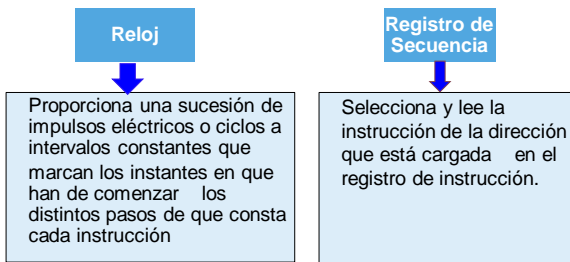 Reloj
Proporciona una sucesión de
impulsos eléctricos o ciclos a
intervalos constantes que
marcan los instantes en que
han de comenzar los
distintos pasos de que consta
cada instrucción
Registro de
Secuencia
Selecciona y lee la
instrucción de la dirección
que está cargada en el
registro de instrucción.